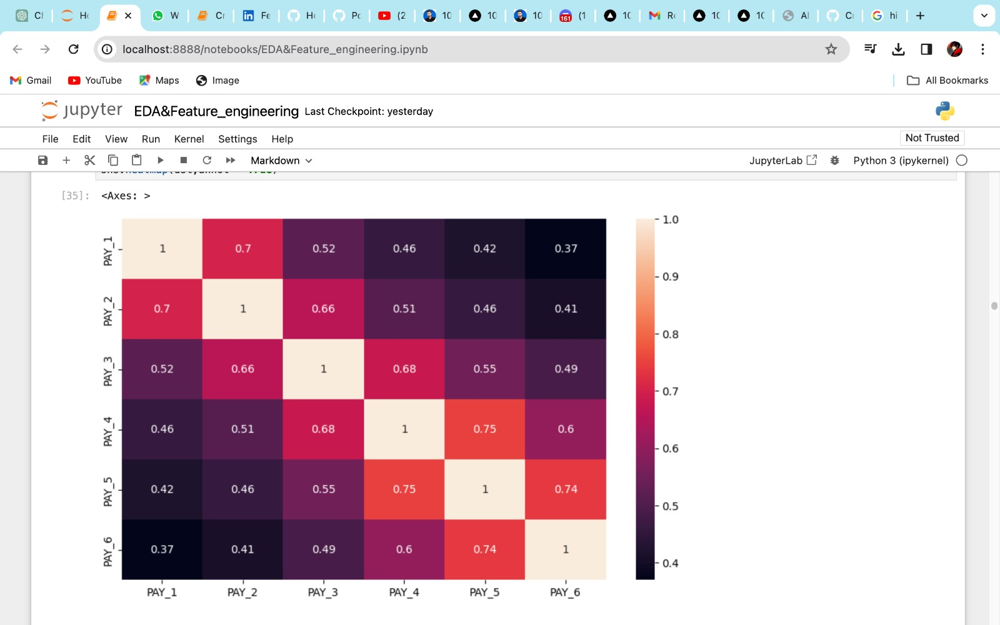 Cl Ho W Cr Fe He Pc (2 10 10 10 (1 10 Re 10 10 Al Ci hi
localhost:8888/notebooks/EDA&Feature_engineering.ipynb
Gmail YouTube Maps Image All Bookmarks
jupyter EDA&Feature_engineering Last Checkpoint: yesterday
File Edit View Run Kernel Settings Help Not Trusted
Markdown JupyterLab Python 3 (ipykernel)
[35]: <Axes: >
PAY_1 1 0.7 0.52 0.46 0.42 0.37
PAY_2 0.7 1 0.66 0.51 0.46 0.41
PAY_3 0.52 0.66 1 0.68 0.55 0.49
PAY_4 0.46 0.51 0.68 1 0.75 0.6
PAY_5 0.42 0.46 0.55 0.75 1 0.74
PAY_6 0.37 0.41 0.49 0.6 0.74 1
PAY_1 PAY_2 PAY_3 PAY_4 PAY_5 PAY_6
1.0
0.9
0.8
0.7
0.6
0.5
0.4